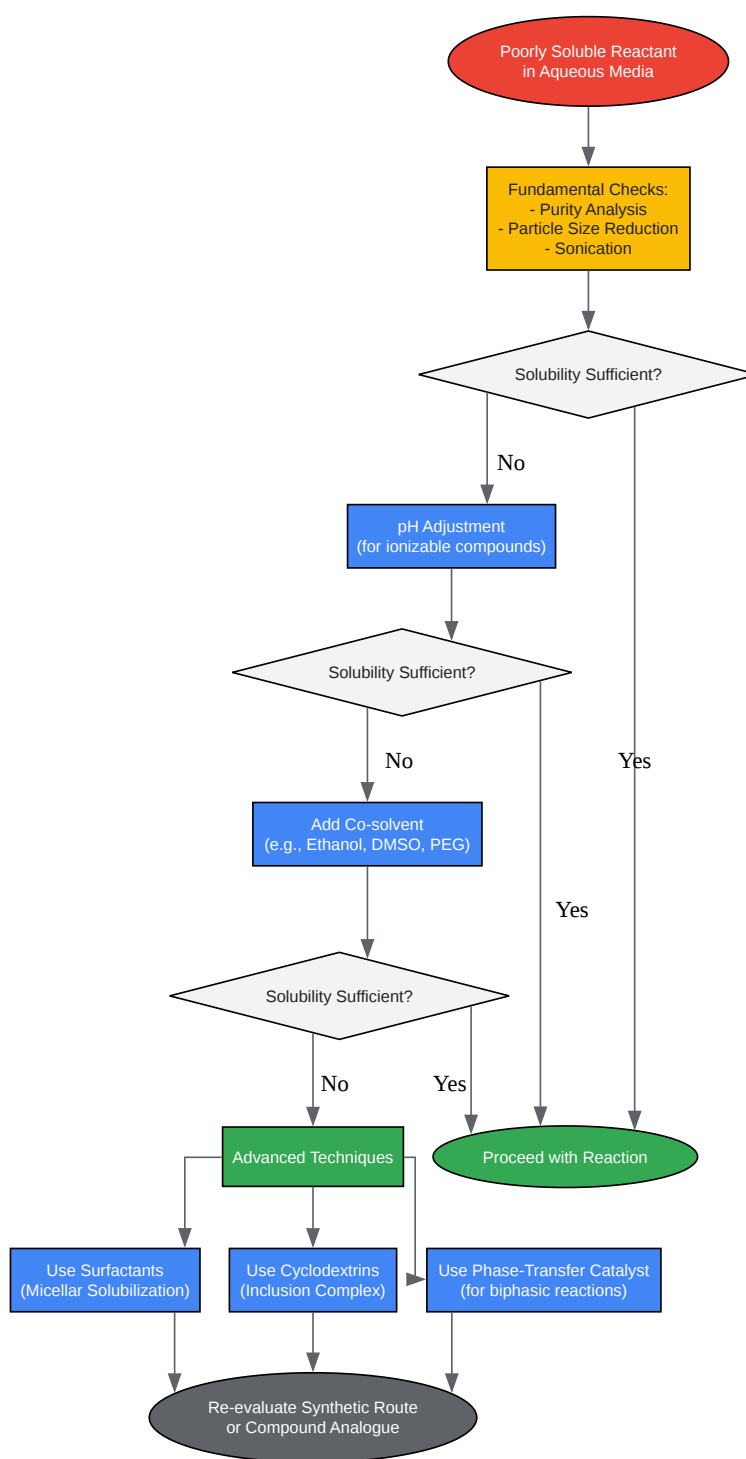 Poorly Soluble Reactant
in Aqueous Media
Fundamental Checks:
- Purity Analysis
- Particle Size Reduction
- Sonication
Solubility Sufficient?
No
pH Adjustment
(for ionizable compounds)
Solubility Sufficient?
No
Yes
Add Co-solvent
(e.g., Ethanol, DMSO, PEG)
Yes
Solubility Sufficient?
No
Yes
Advanced Techniques
Proceed with Reaction
Use Surfactants
(Micellar Solubilization)
Use Cyclodextrins
(Inclusion Complex)
Use Phase-Transfer Catalyst
(for biphasic reactions)
Re-evaluate Synthetic Route
or Compound Analogue